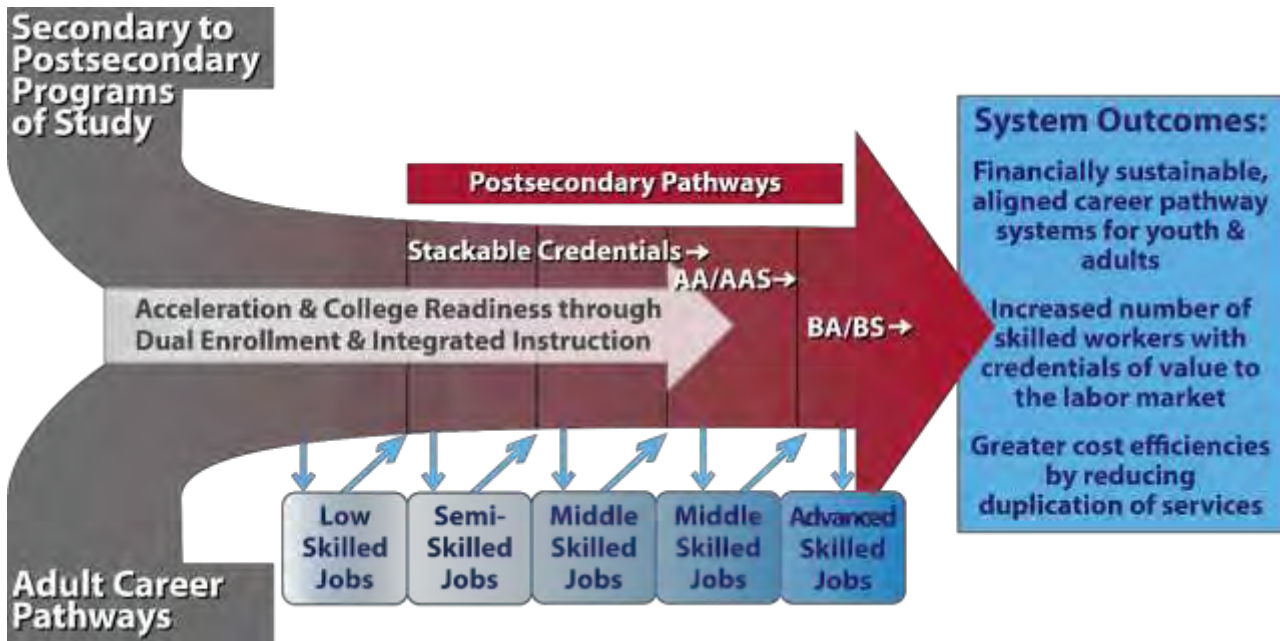 Secondary to
Postsecondary
Programs
of Study
Postsecondary Pathways
Stackable Credentials→
AA/AAS→
BA/BS→
Acceleration & College Readiness through
Dual Enrollment & Integrated Instruction
Low
Skilled
Jobs
Semi-
Skilled
Jobs
Middle
Skilled
Jobs
Middle
Skilled
Jobs
Advanced
Skilled
Jobs
Adult Career
Pathways
System Outcomes:
Financially sustainable,
aligned career pathway
systems for youth &
adults
Increased number of
skilled workers with
credentials of value to
the labor market
Greater cost efficiencies
by reducing
duplication of services